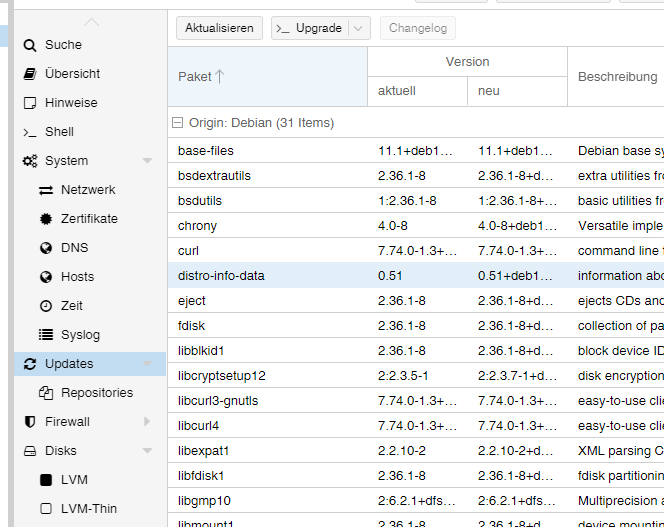 Aktualisieren >_ Upgrade Changelog
Suche
Übersicht
Hinweise
>_ Shell
System
Netzwerk
Zertifikate
DNS
Hosts
Zeit
Syslog
Updates
Repositories
Firewall
Disks
LVM
LVM-Thin
Paket Version Beschreibung
aktuell neu
Origin: Debian (31 Items)
base-files 11.1+deb1... 11.1+deb1... Debian base sy
bsdextrautils 2.36.1-8 2.36.1-8+d... extra utilities fro
bsdutils 1:2.36.1-8 1:2.36.1-8... basic utilities fr
chrony 4.0-8 4.0-8+deb1... Versatile imple
curl 7.74.0-1.3+... 7.74.0-1.3+... command line
distro-info-data 0.51 0.51+deb1... information abo
eject 2.36.1-8 2.36.1-8+d... ejects CDs and
fdisk 2.36.1-8 2.36.1-8+d... collection of pa
libblkid1 2.36.1-8 2.36.1-8+d... block device ID
libcryptsetup12 2:2.3.5-1 2:2.3.7-1+d... disk encryption
libcurl3-gnutls 7.74.0-1.3+... 7.74.0-1.3+... easy-to-use clie
libcurl4 7.74.0-1.3+... 7.74.0-1.3+... easy-to-use clie
libexpat1 2.2.10-2 2.2.10-2+d... XML parsing C
libfdisk1 2.36.1-8 2.36.1-8+d... fdisk partitionin
libgmp10 2:6.2.1+dfs... 2:6.2.1+dfs... Multiprecision a
libmount1 2.36.1-8 2.36.1-8+d... device mounting